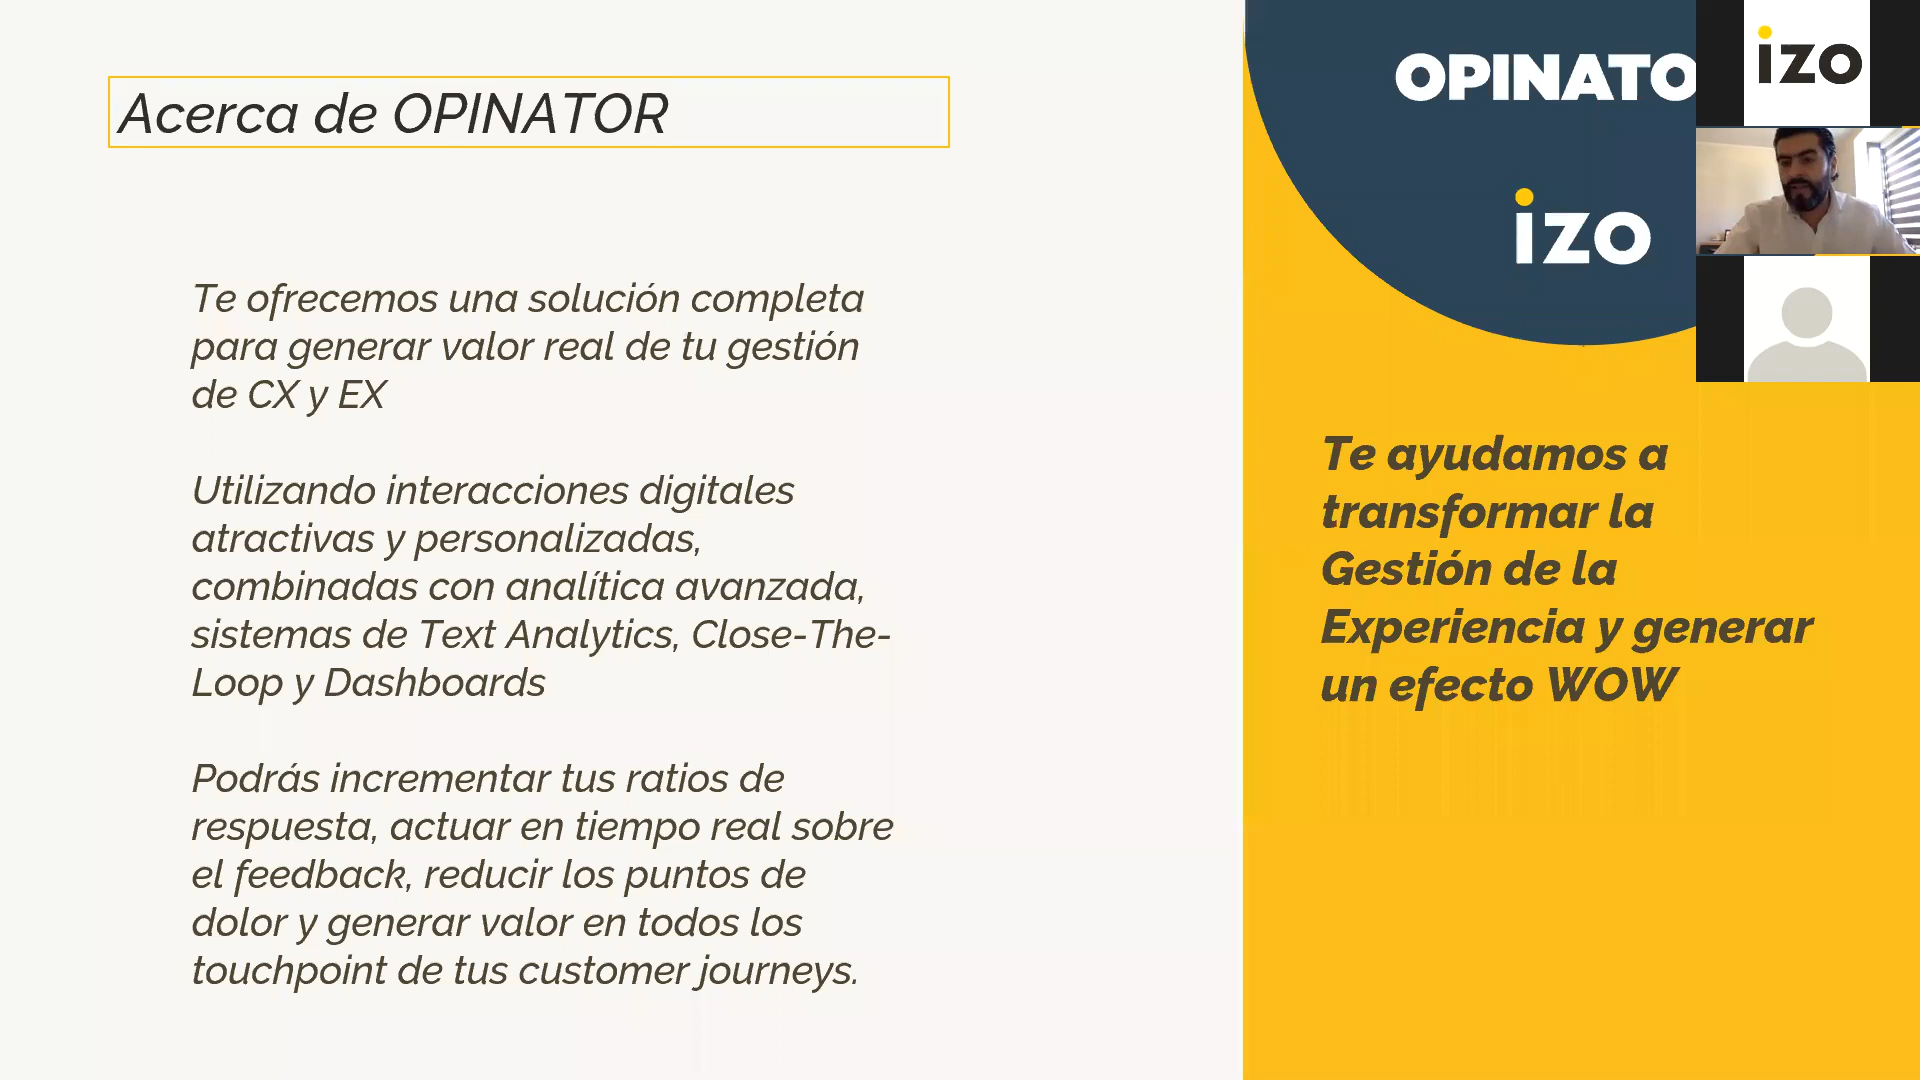 Acerca de OPINATOR
Te ofrecemos una solución completa
para generar valor real de tu gestión
de CX y EX
Utilizando interacciones digitales
atractivas y personalizadas,
combinadas con analítica avanzada,
sistemas de Text Analytics, Close-The-
Loop y Dashboards
Podrás incrementar tus ratios de
respuesta, actuar en tiempo real sobre
el feedback, reducir los puntos de
dolor y generar valor en todos los
touchpoint de tus customer journeys.
OPINATO
izo
Te ayudamos a
transformar la
Gestión de la
Experiencia y generar
un efecto WOW
izo